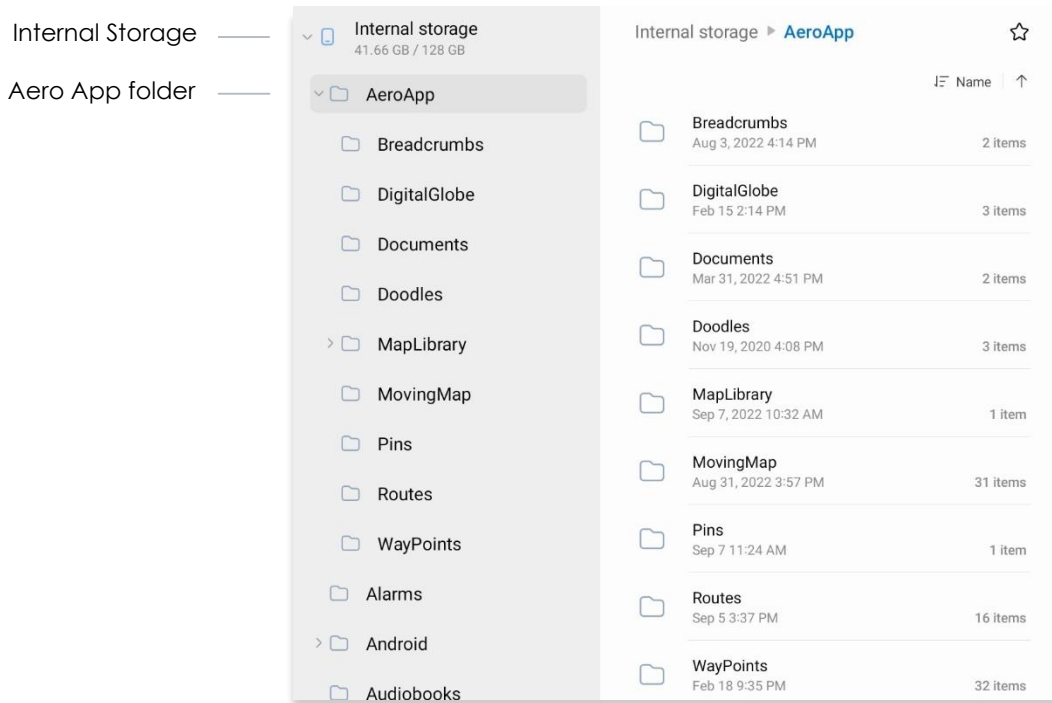 Internal Storage
Aero App folder
Internal storage
41.66 GB / 128 GB
AeroApp
Breadcrumbs
DigitalGlobe
Documents
Doodles
MapLibrary
MovingMap
Pins
Routes
WayPoints
Alarms
Android
Audiobooks
Internal storage AeroApp
Name
Breadcrumbs
Aug 3, 2022 4:14 PM 2 items
DigitalGlobe
Feb 15 2:14 PM 3 items
Documents
Mar 31, 2022 4:51 PM 2 items
Doodles
Nov 19, 2020 4:08 PM 3 items
MapLibrary
Sep 7, 2022 10:32 AM 1 item
MovingMap
Aug 31, 2022 3:57 PM 31 items
Pins
Sep 7 11:24 AM 1 item
Routes
Sep 5 3:37 PM 16 items
WayPoints
Feb 18 9:35 PM 32 items